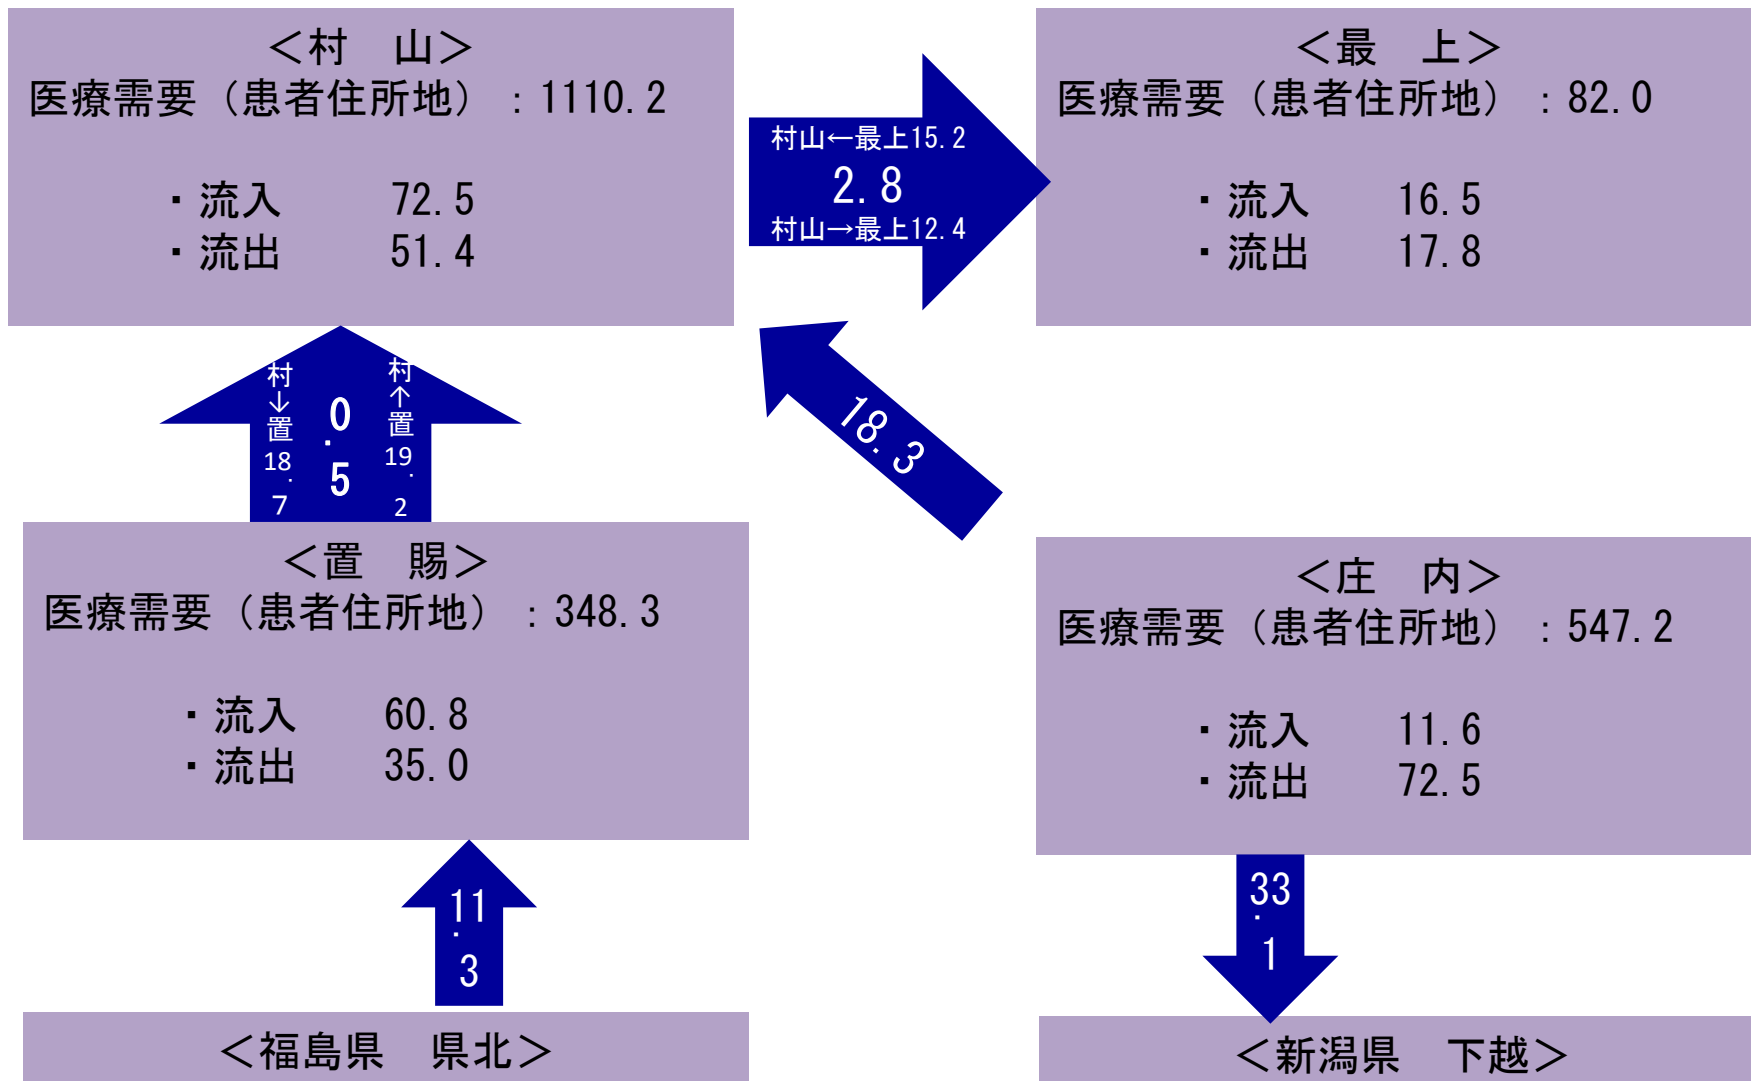 ＜村　山＞
医療需要（患者住所地）：1110.2
・流入　72.5
・流出　51.4
村山←最上15.2
2.8
村山→最上12.4
＜最　上＞
医療需要（患者住所地）：82.0
・流入　16.5
・流出　17.8
村↓置18.7
0.5
村↑置19.2
18.3
＜置　賜＞
医療需要（患者住所地）：348.3
・流入　60.8
・流出　35.0
＜庄　内＞
医療需要（患者住所地）：547.2
・流入　11.6
・流出　72.5
11.3
33.1
＜福島県　県北＞
＜新潟県　下越＞